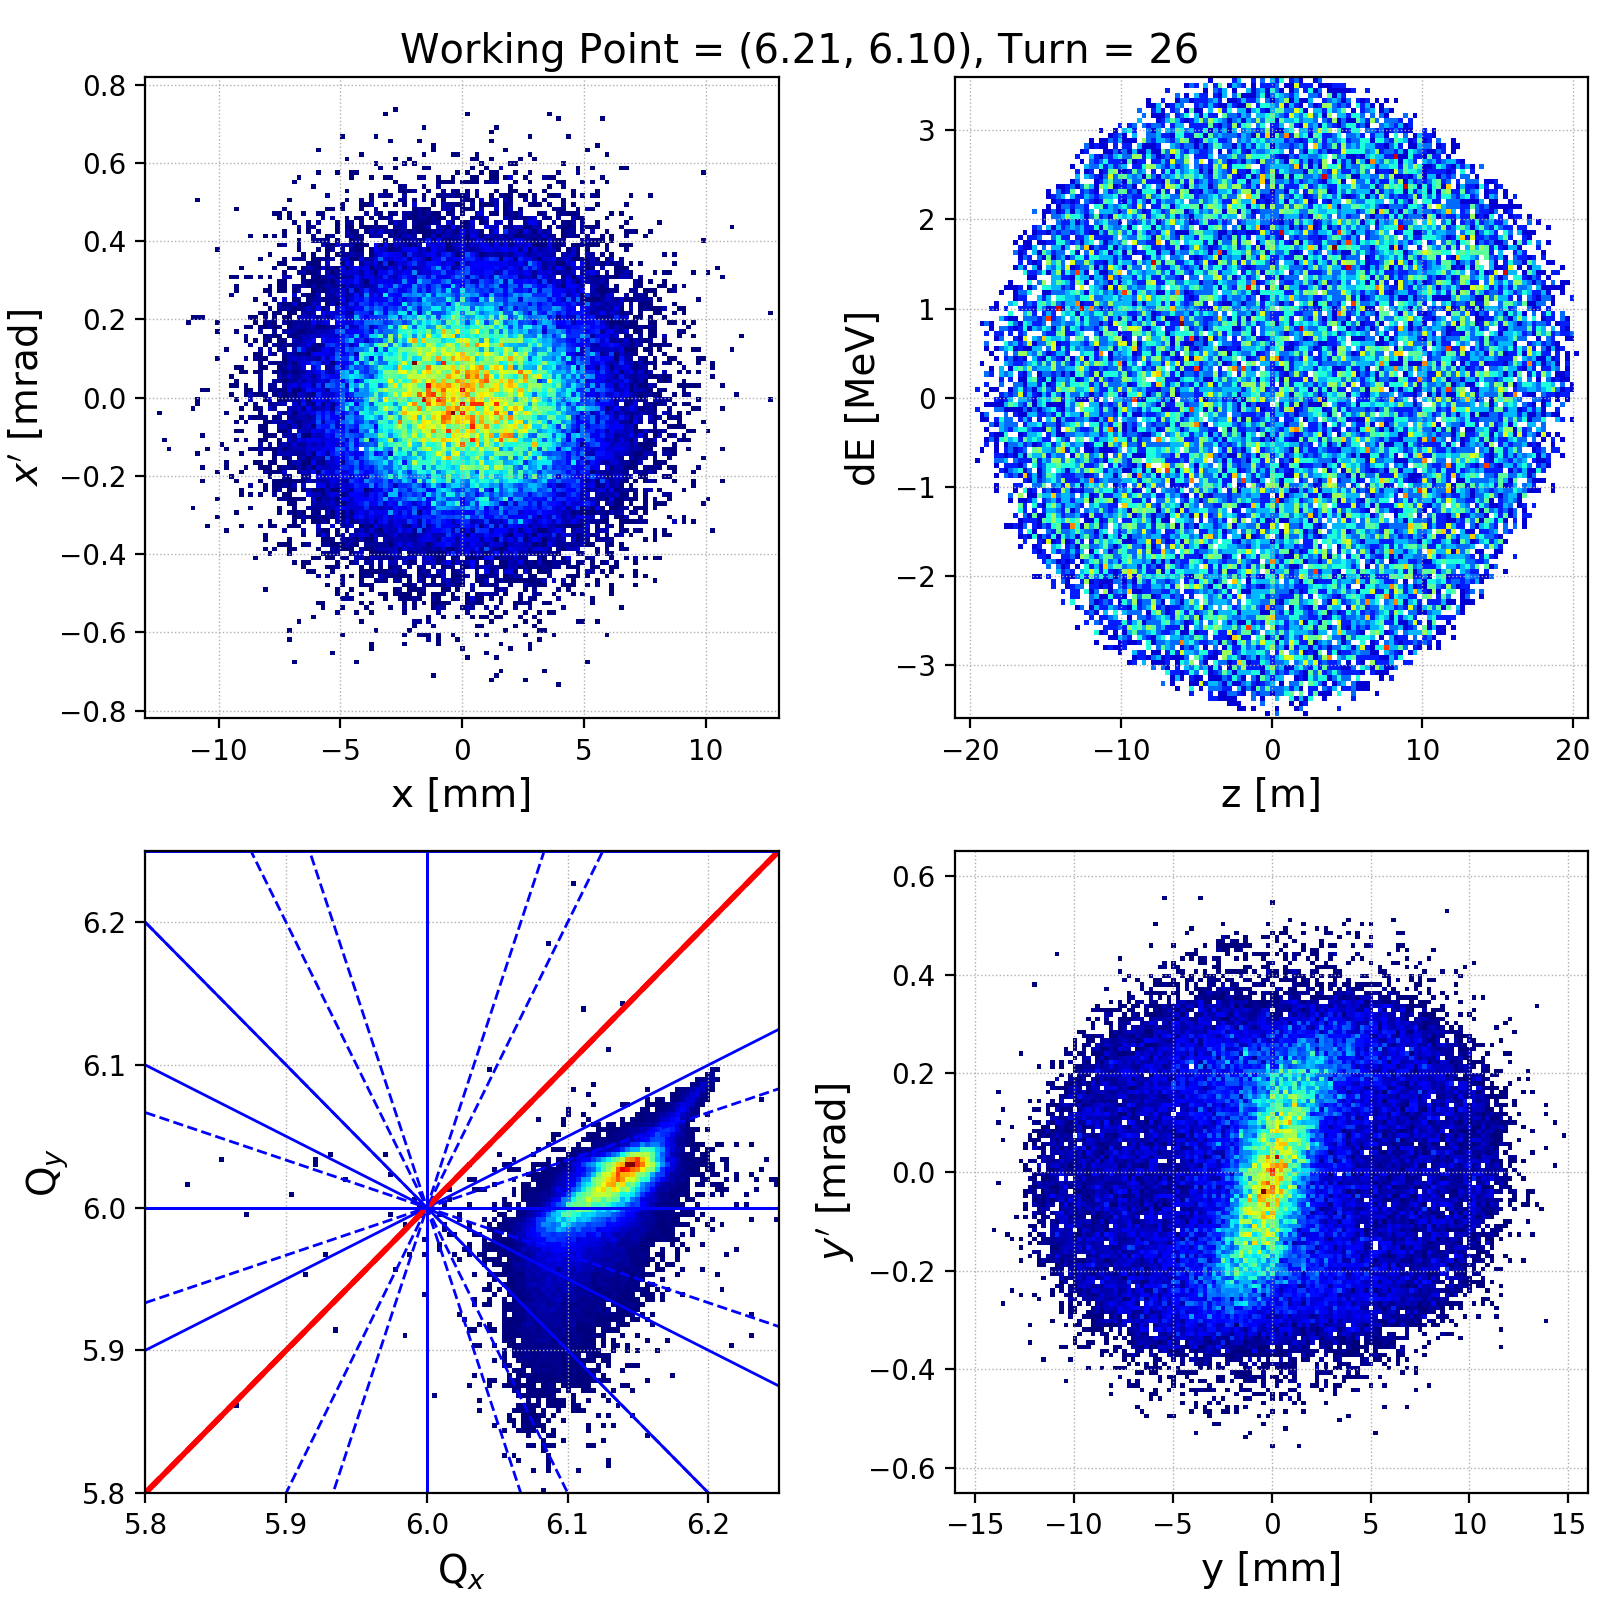 Working Point = (6.21, 6.10), Turn = 26
0.8
0.6
0.4
0.2
0.0
−0.2
−0.4
−0.6
−0.8
x′ [mrad]
−10 −5 0 5 10
x [mm]
3
2
1
0
−1
−2
−3
dE [MeV]
−20 −10 0 10 20
z [m]
6.2
6.1
6.0
5.9
5.8
Qy
5.8 5.9 6.0 6.1 6.2
Qx
0.6
0.4
0.2
0.0
−0.2
−0.4
−0.6
y′ [mrad]
−15 −10 −5 0 5 10 15
y [mm]